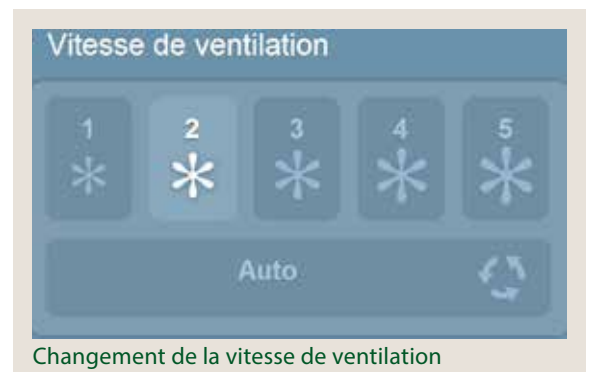 Vitesse de ventilation
1 2 3 4 5
Auto
Changement de la vitesse de ventilation